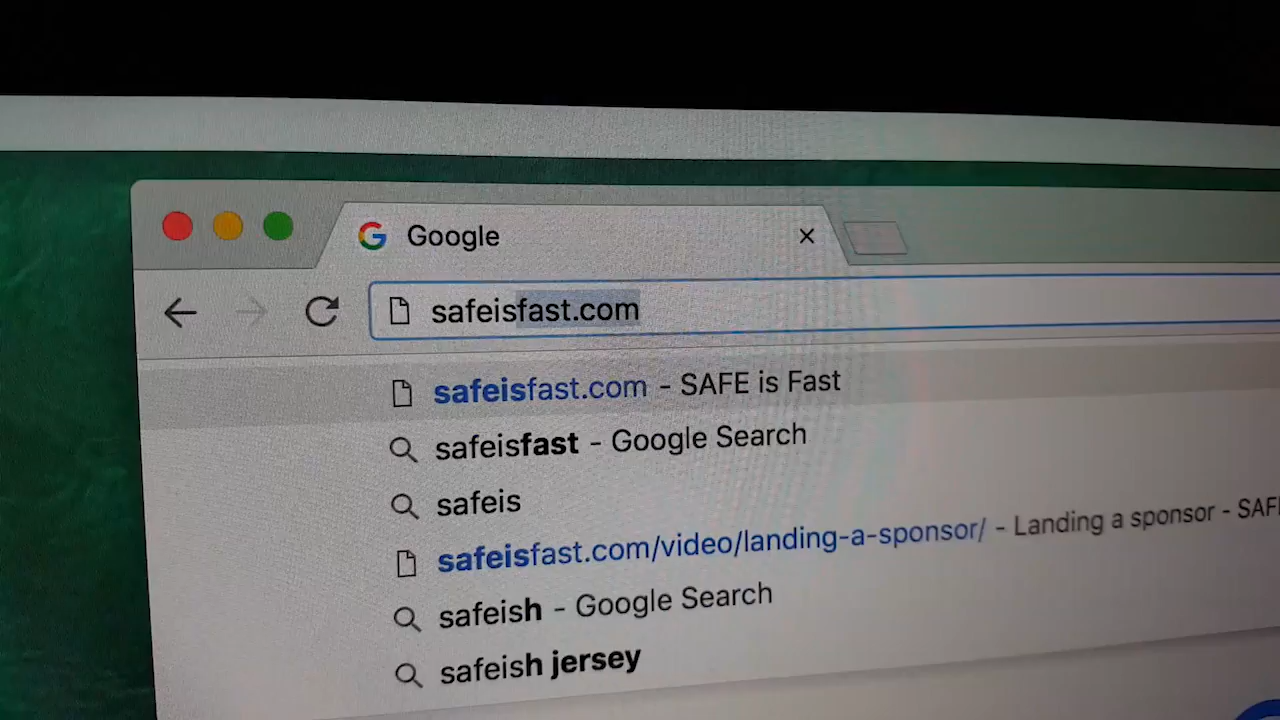 Google
safeisfast.com
safeisfast.com - SAFE is Fast
safeisfast - Google Search
safeis
safeisfast.com/video/landing-a-sponsor/ - Landing a sponsor - SAF
safeish - Google Search
safeish jersey